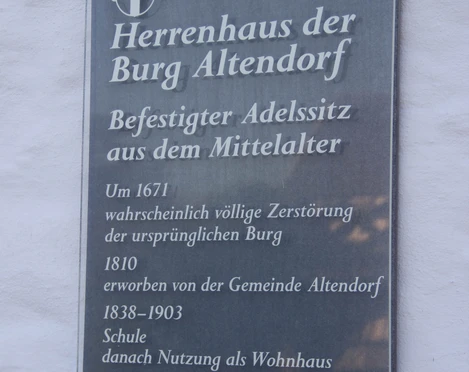 Herrenhaus der
Burg Altendorf
Befestigter Adelssitz
aus dem Mittelalter
Um 1671
wahrscheinlich völlige Zerstörung
der ursprünglichen Burg
1810
erworben von der Gemeinde Altendorf
1838–1903
Schule
danach Nutzung als Wohnhaus